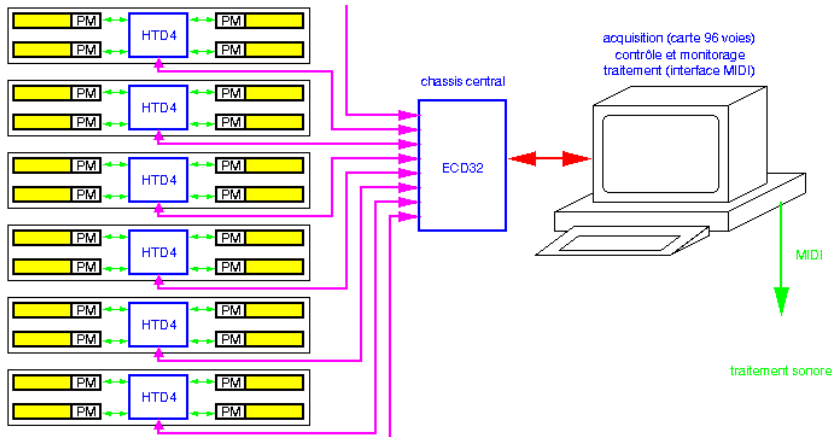 PM PM
HTD4
PM PM
PM PM
HTD4
PM PM
PM PM
HTD4
PM PM
PM PM
HTD4
PM PM
PM PM
HTD4
PM PM
PM PM
HTD4
PM PM
chassis central
ECD32
acquisition (carte 96 voies)
contrôle et monitorage
traitement (interface MIDI)
MIDI
traitement sonore